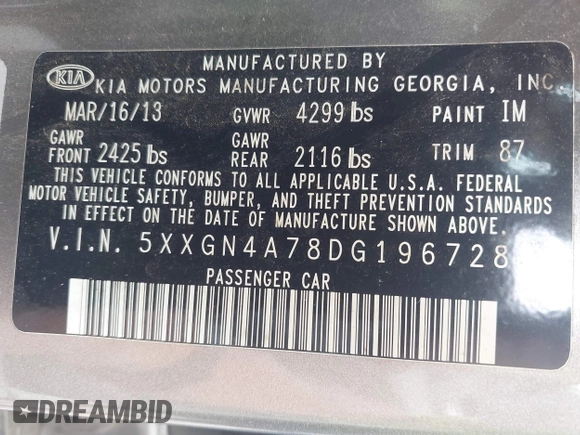 MANUFACTURED BY
KIA KIA MOTORS MANUFACTURING GEORGIA, INC
MAR/16/13 GVWR 4299 lbs PAINT IM
GAWR FRONT 2425 lbs GAWR REAR 2116 lbs TRIM 87
THIS VEHICLE CONFORMS TO ALL APPLICABLE U.S.A. FEDERAL
MOTOR VEHICLE SAFETY, BUMPER, AND THEFT PREVENTION STANDARDS
IN EFFECT ON THE DATE OF MANUFACTURE SHOWN ABOVE.
V.I.N. 5XXGN4A78DG196728
PASSENGER CAR
DREAMBID